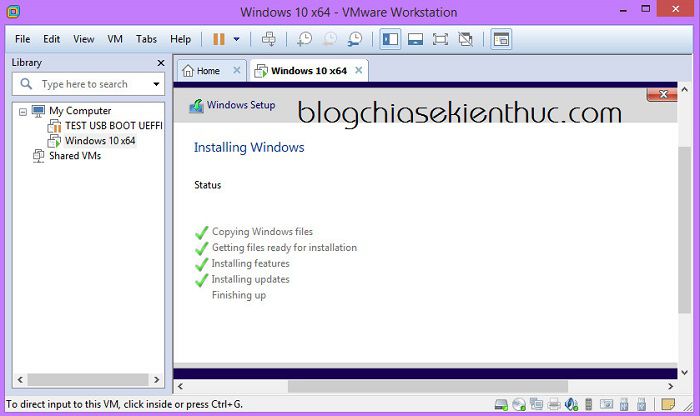 Windows 10 x64 - VMware Workstation
File Edit View VM Tabs Help
Library
Type here to search
My Computer
TEST USB BOOT UEFFI
Windows 10 x64
Shared VMs
Home
Windows 10 x64
Windows Setup
blogchiasekienthuc.com
Installing Windows
Status
Copying Windows files
Getting files ready for installation
Installing features
Installing updates
Finishing up
To direct input to this VM, click inside or press Ctrl+G.